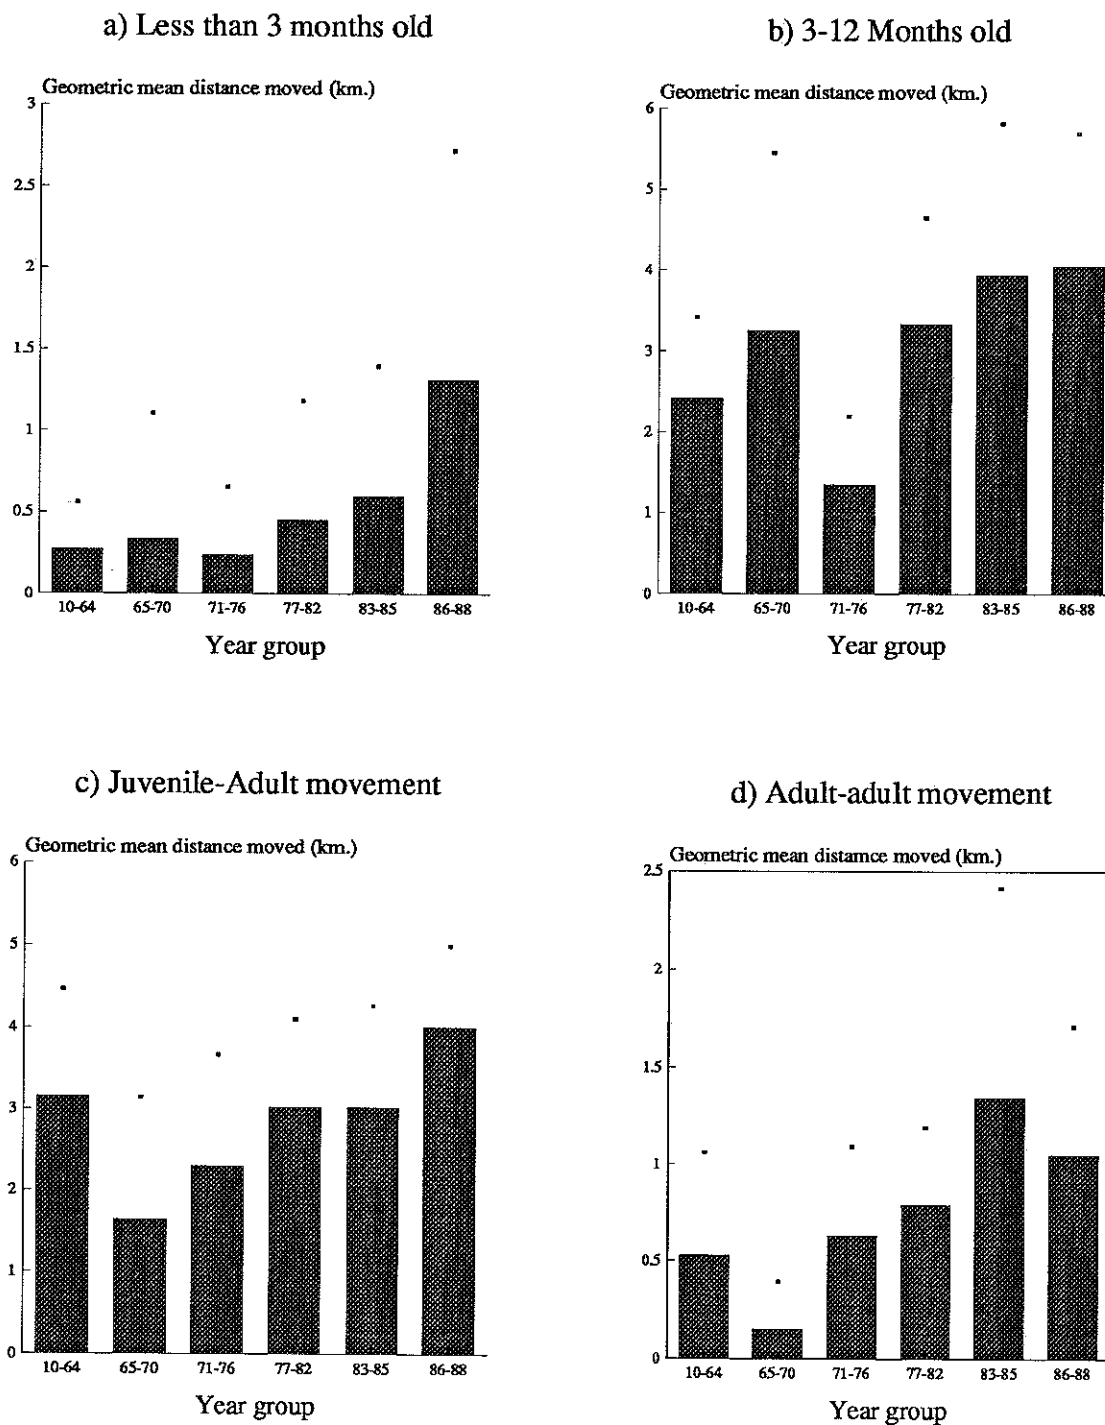 a) Less than 3 months old
Geometric mean distance moved (km.)
3
2.5
2
1.5
1
0.5
0
10-64 65-70 71-76 77-82 83-85 86-88
Year group
b) 3-12 Months old
Geometric mean distance moved (km.)
6
5
4
3
2
1
0
10-64 65-70 71-76 77-82 83-85 86-88
Year group
c) Juvenile-Adult movement
Geometric mean distance moved (km.)
6
5
4
3
2
1
0
10-64 65-70 71-76 77-82 83-85 86-88
Year group
d) Adult-adult movement
Geometric mean distamce moved (km.)
2.5
2
1.5
1
0.5
0
10-64 65-70 71-76 77-82 83-85 86-88
Year group